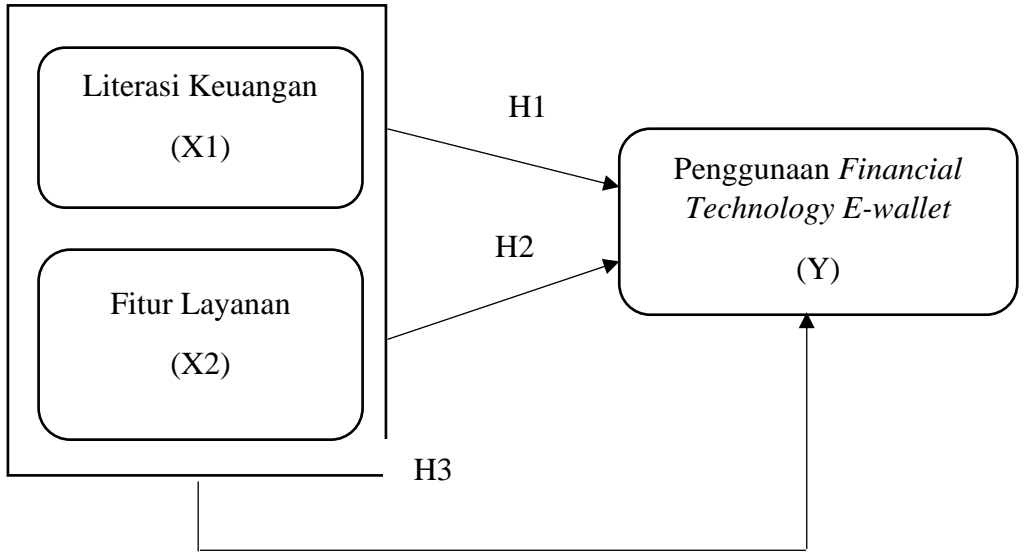 Literasi Keuangan
(X1)
H1
Penggunaan Financial
Technology E-wallet
(Y)
H2
Fitur Layanan
(X2)
H3